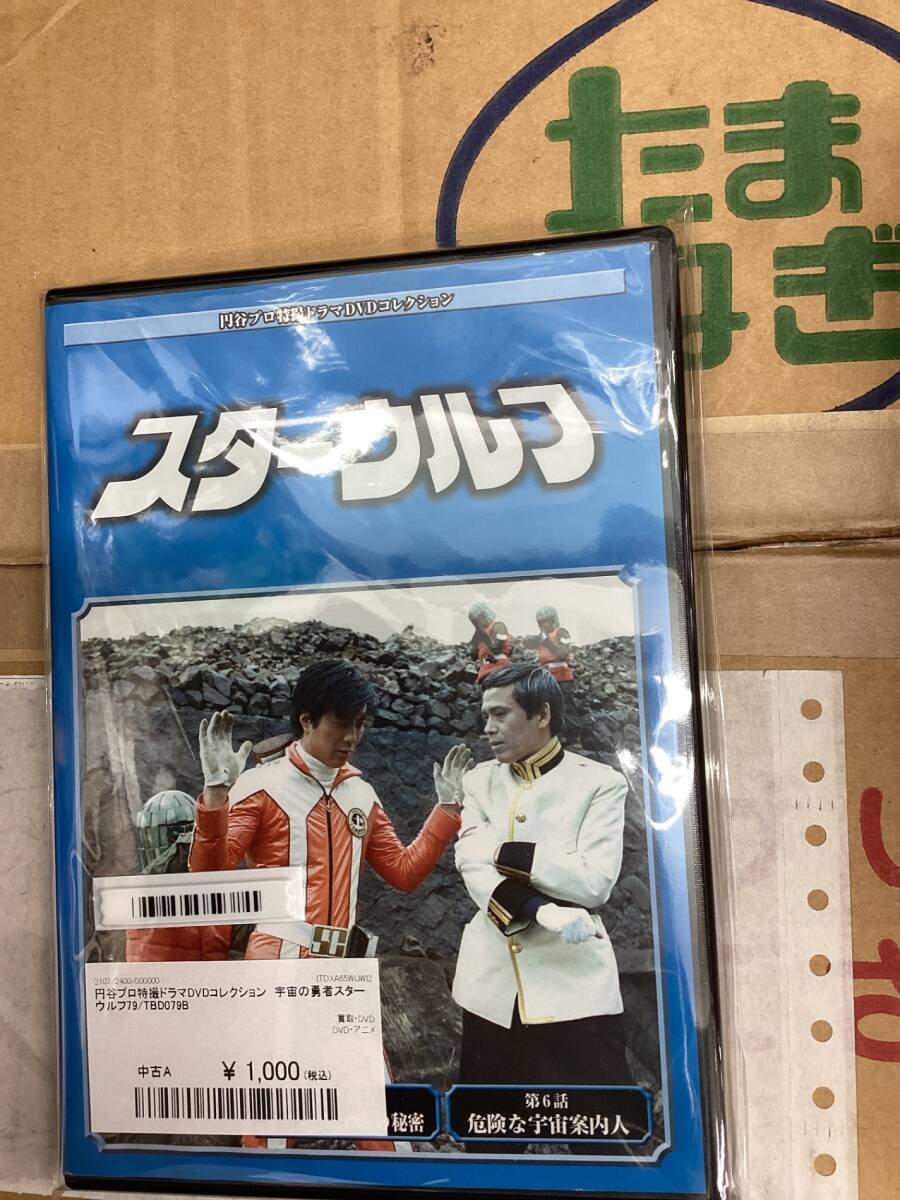 たま
ねぎ
円谷プロ特撮ドラマDVDコレクション
スターウルフ
SG
2107/2400/000000
円谷プロ特撮ドラマDVDコレクション 宇宙の勇者スター
ウルフ79/TBD079B
買取・DVD
DVD・アニメ
中古A ¥ 1,000 (税込)
の秘密
第6話
危険な宇宙案内人